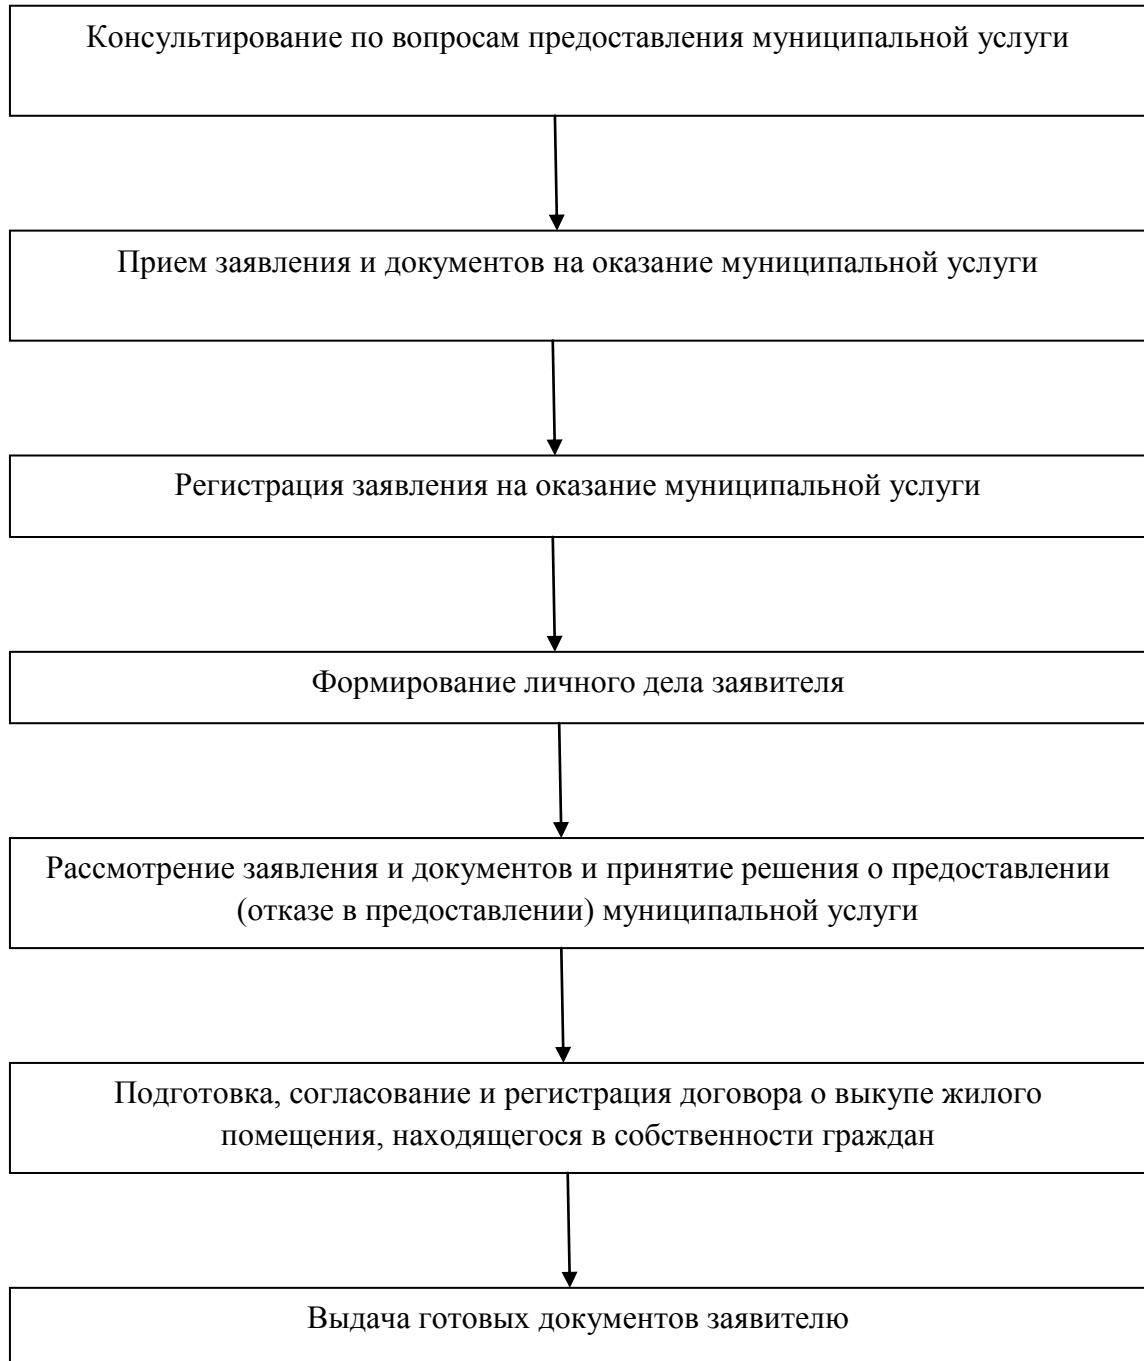 Консультирование по вопросам предоставления муниципальной услуги
Прием заявления и документов на оказание муниципальной услуги
Регистрация заявления на оказание муниципальной услуги
Формирование личного дела заявителя
Рассмотрение заявления и документов и принятие решения о предоставлении
(отказе в предоставлении) муниципальной услуги
Подготовка, согласование и регистрация договора о выкупе жилого
помещения, находящегося в собственности граждан
Выдача готовых документов заявителю